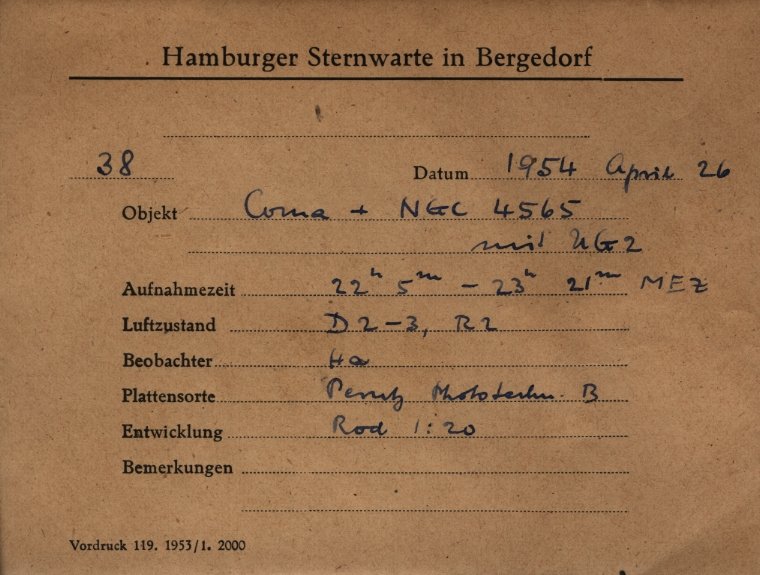 Hamburger Sternwarte in Bergedorf
38 Datum 1954 April 26
Objekt Coma + NGC 4565
mit UG2
Aufnahmezeit 22h 5m - 23h 21m MEZ
Luftzustand D2-3, R2
Beobachter Ha
Plattensorte Perutz Phototechn. B
Entwicklung Rod 1:20
Bemerkungen
Vordruck 119. 1953/1. 2000